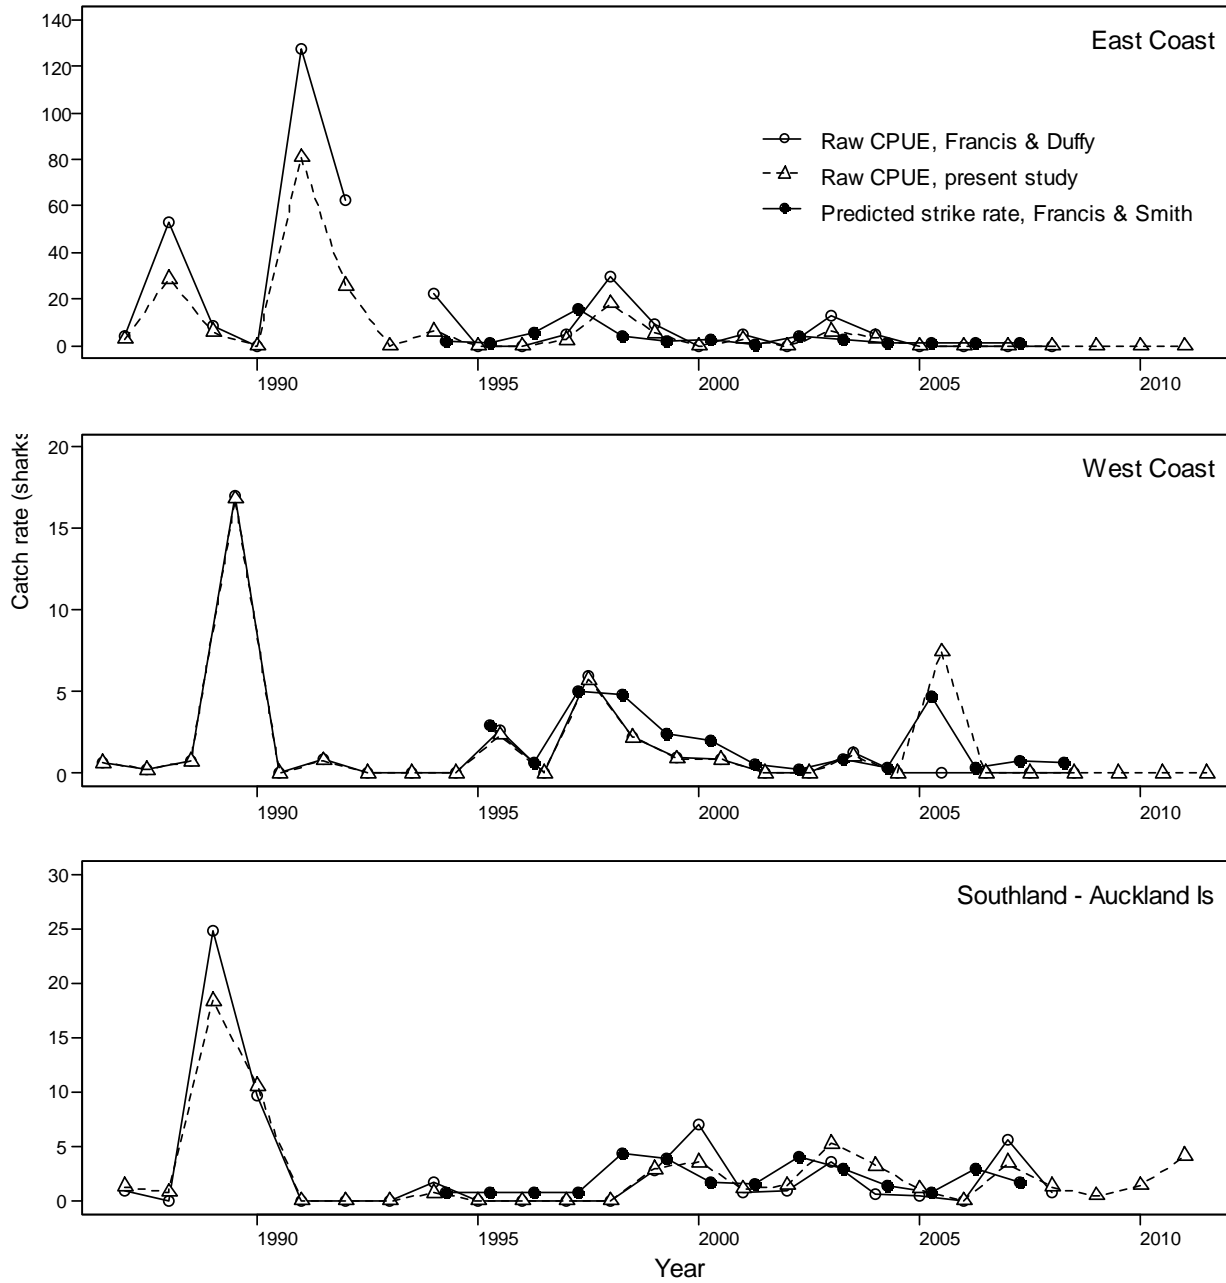 140
120
100
80
60
40
20
0
East Coast
Raw CPUE, Francis & Duffy
Raw CPUE, present study
Predicted strike rate, Francis & Smith
1990 1995 2000 2005 2010
20
15
10
5
0
West Coast
Catch rate (sharks
1990 1995 2000 2005 2010
30
25
20
15
10
5
0
Southland - Auckland Is
1990 1995 2000 2005 2010
Year